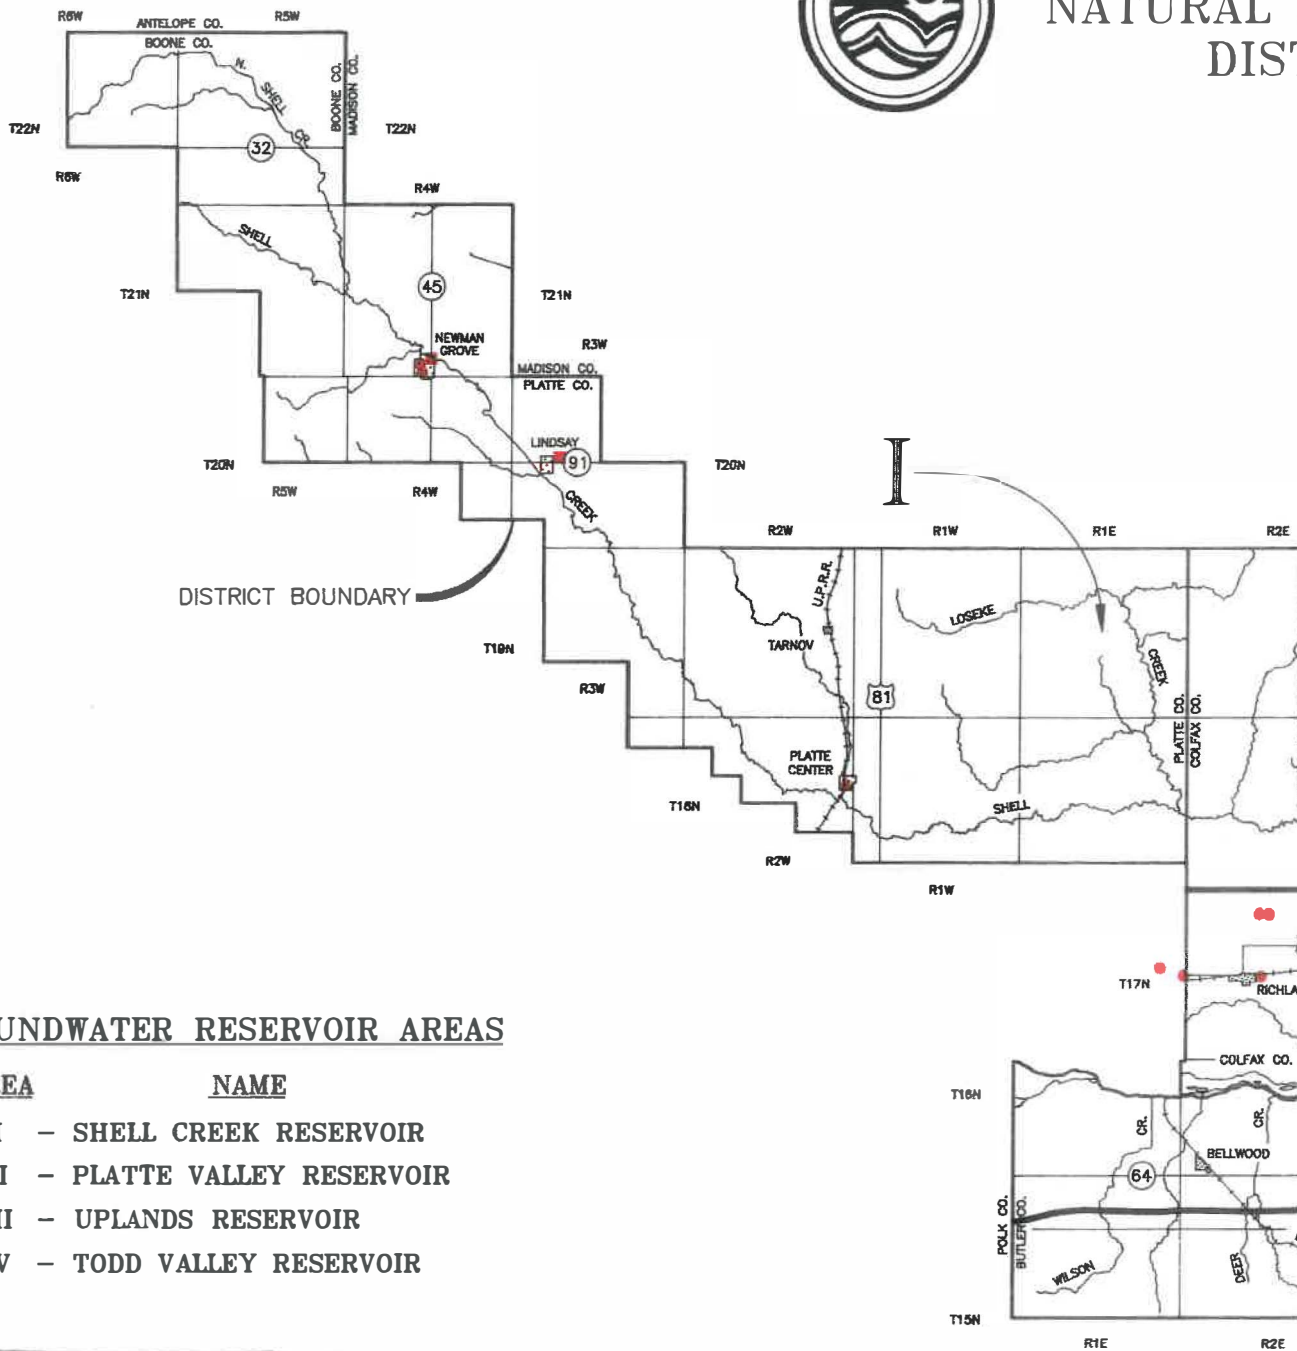 NATURAL
DIST
R6W
R5W
ANTELOPE CO.
BOONE CO.
N. SHELL CR.
BOONE CO.
MADISON CO.
T22N
T22N
32
R6W
R4W
SHELL
45
T21N
T21N
NEWMAN
GROVE
R3W
MADISON CO.
PLATTE CO.
LINDSAY
91
T20N
T20N
R5W
R4W
CREEK
I
R2W
R1W
R1E
R2E
DISTRICT BOUNDARY
U.P.R.R.
LOSEKE
TARNOV
CREEK
T19N
R3W
81
PLATTE CO.
COLFAX CO.
PLATTE
CENTER
T18N
SHELL
R2W
R1W
T17N
RICHLA
UNDWATER RESERVOIR AREAS
COLFAX CO.
EA NAME
T16N
I – SHELL CREEK RESERVOIR
CR.
CR.
BELLWOOD
I – PLATTE VALLEY RESERVOIR
64
II – UPLANDS RESERVOIR
POLK CO.
BUTLER CO.
V – TODD VALLEY RESERVOIR
WILSON
DEER
T15N
R1E
R2E